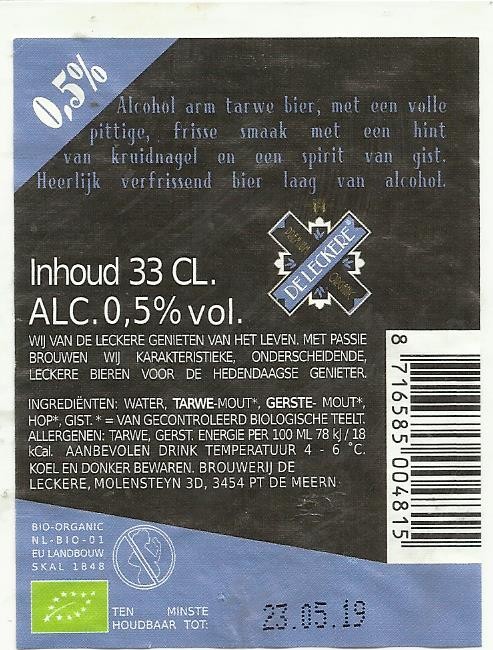 0,5%
Alcohol arm tarwe bier, met een volle
pittige, frisse smaak met een hint
van kruidnagel en een spirit van gist.
Heerlijk verfrissend bier laag van alcohol.
PREMIUM
DE LECKERE®
ORGANIC
Inhoud 33 CL.
ALC. 0,5% vol.
WIJ VAN DE LECKERE GENIETEN VAN HET LEVEN. MET PASSIE
BROUWEN WIJ KARAKTERISTIEKE, ONDERSCHEIDENDE,
LECKERE BIEREN VOOR DE HEDENDAAGSE GENIETER.
INGREDIËNTEN: WATER, TARWE-MOUT*, GERSTE- MOUT*,
HOP*, GIST. * = VAN GECONTROLEERD BIOLOGISCHE TEELT.
ALLERGENEN: TARWE, GERST. ENERGIE PER 100 ML 78 kJ / 18
kCal. AANBEVOLEN DRINK TEMPERATUUR 4 - 6 °C.
KOEL EN DONKER BEWAREN. BROUWERIJ DE
LECKERE, MOLENSTEYN 3D, 3454 PT DE MEERN
8 716585 004815
BIO-ORGANIC
NL-BIO-01
EU LANDBOUW
SKAL 1848
TEN MINSTE
HOUDBAAR TOT:
23.05.19